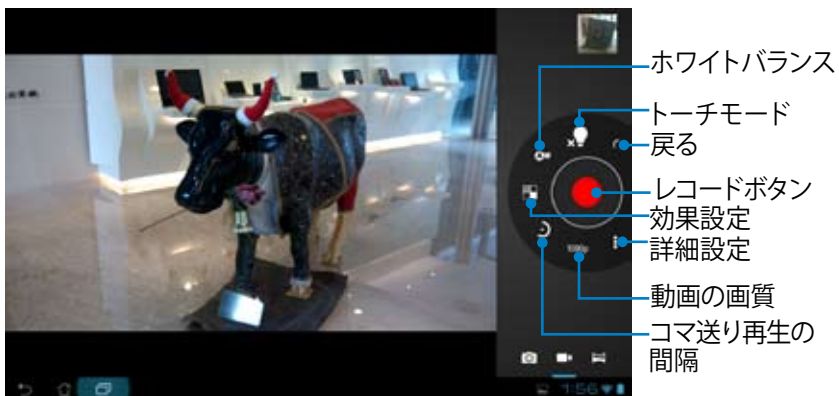 ホワイトバランス
トーチモード
戻る
レコードボタン
効果設定
詳細設定
1080p
動画の画質
コマ送り再生の
間隔
1:56